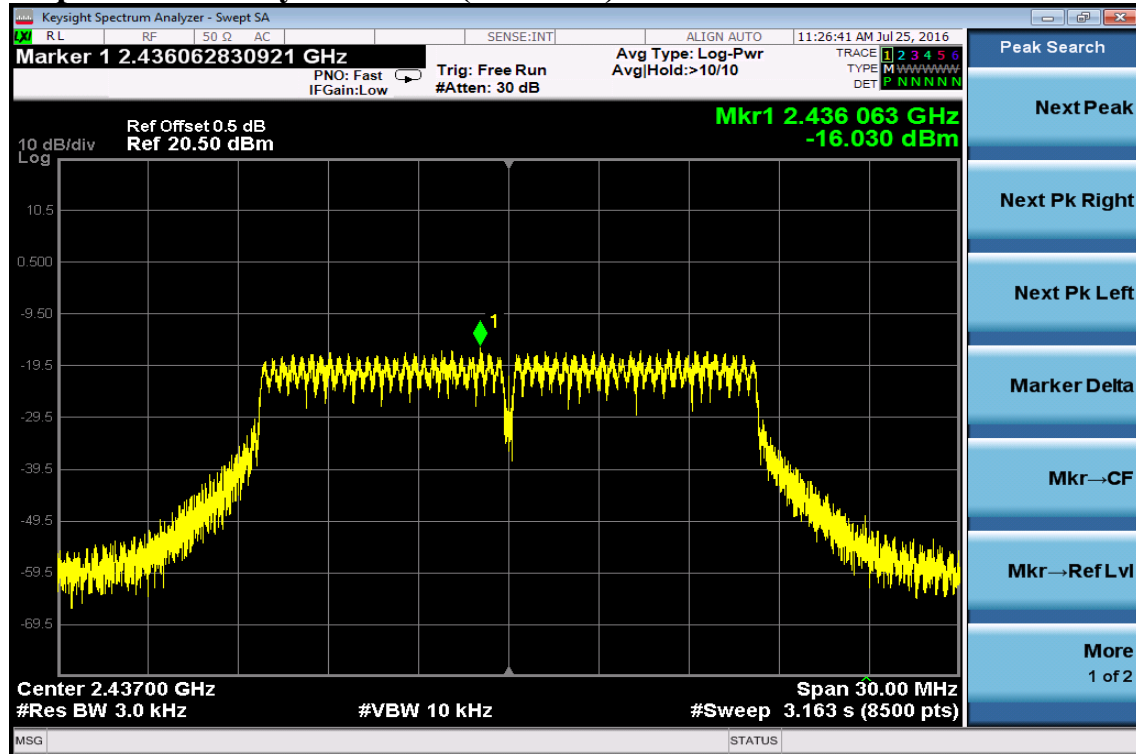 Keysight Spectrum Analyzer - Swept SA
LXI RL RF 50 Ω AC SENSE:INT ALIGN AUTO 11:26:41 AM Jul 25, 2016
Marker 1 2.436062830921 GHz
PNO: Fast
IFGain:Low
Trig: Free Run
#Atten: 30 dB
Avg Type: Log-Pwr
Avg|Hold:>10/10
TRACE 1 2 3 4 5 6
TYPE M WWWWW
DET P N N N N N
Peak Search
Next Peak
Next Pk Right
Next Pk Left
Marker Delta
Mkr→CF
Mkr→Ref Lvl
More
1 of 2
Mkr1 2.436 063 GHz
-16.030 dBm
Ref Offset 0.5 dB
10 dB/div Ref 20.50 dBm
Log
10.5
0.500
-9.50
-19.5
-29.5
-39.5
-49.5
-59.5
-69.5
1
Center 2.43700 GHz Span 30.00 MHz
#Res BW 3.0 kHz #VBW 10 kHz #Sweep 3.163 s (8500 pts)
MSG STATUS